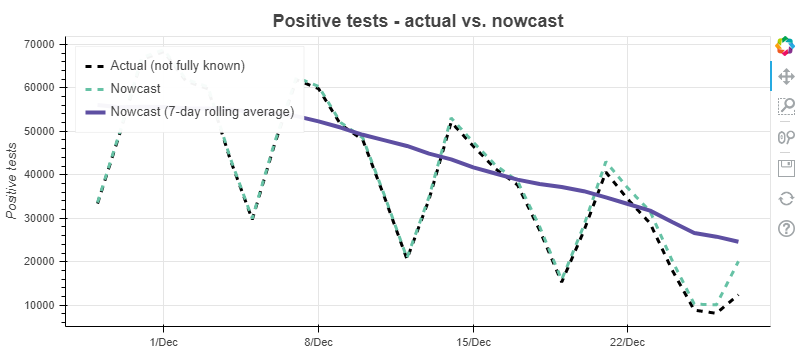 Positive tests - actual vs. nowcast
70000
60000
50000
40000
30000
20000
10000
Positive tests
Actual (not fully known)
Nowcast
Nowcast (7-day rolling average)
1/Dec
8/Dec
15/Dec
22/Dec